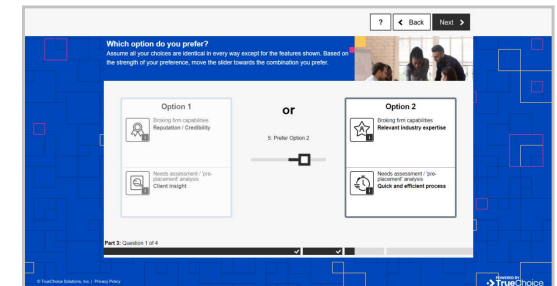 ?
Back
Next
Which option do you prefer?
Assume all your choices are identical in every way except for the features shown. Based on
the strength of your preference, move the slider towards the combination you prefer.
Option 1
Broking firm capabilities
Reputation / Credibility
Needs assessment / 'pre-
placement' analysis
Client Insight
or
5. Prefer Option 2
Option 2
Broking firm capabilities
Relevant industry expertise
Needs assessment / 'pre-
placement' analysis
Quick and efficient process
Part 3: Question 1 of 4
© TrueChoice Solutions, Inc. | Privacy Policy
POWERED BY
TrueChoice